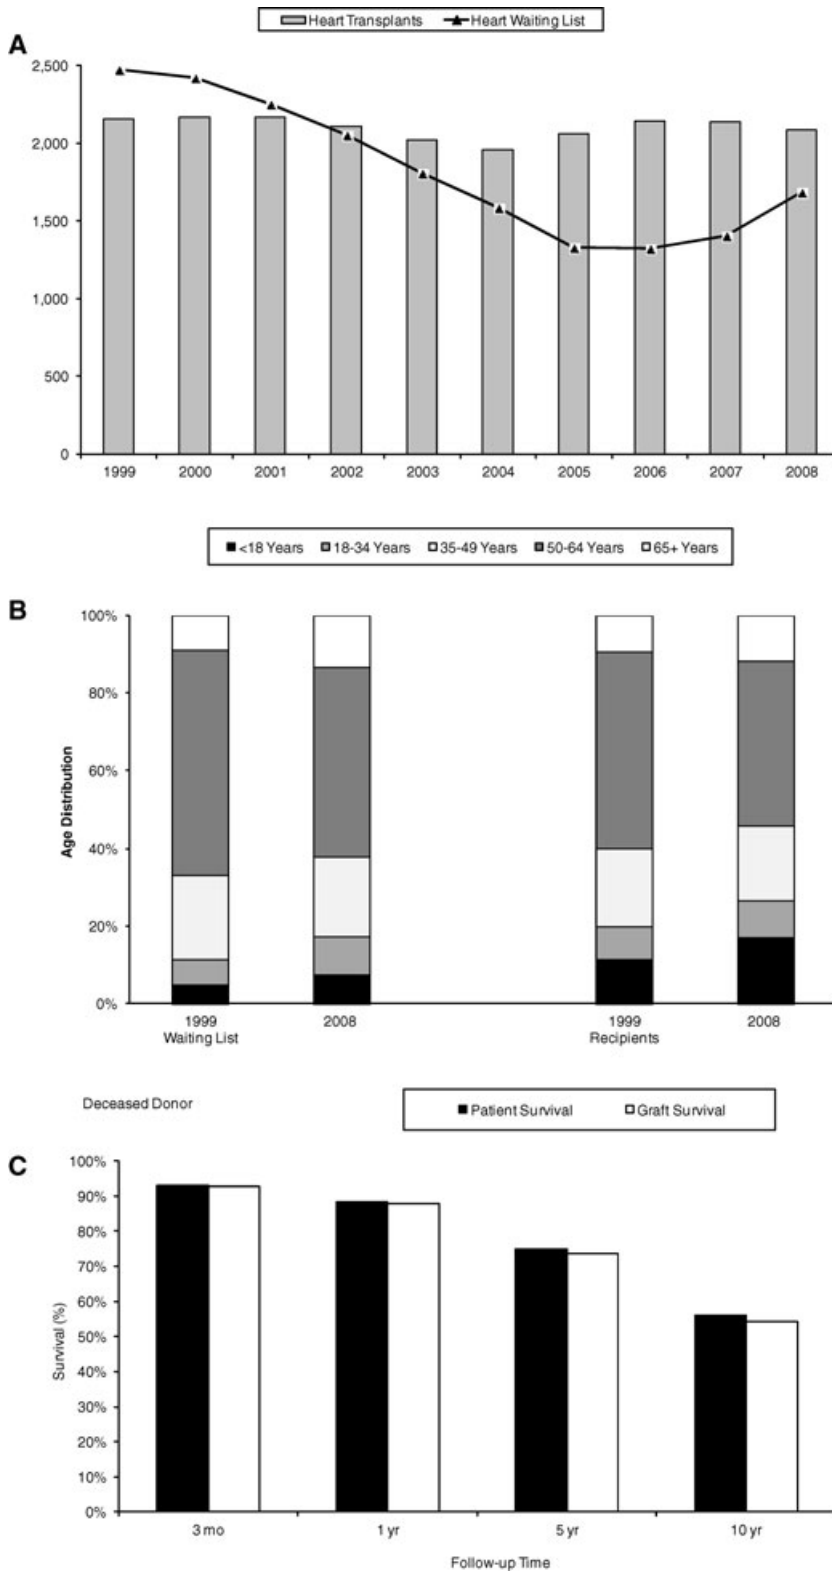 Heart Transplants Heart Waiting List
A
2,500
2,000
1,500
1,000
500
0
1999 2000 2001 2002 2003 2004 2005 2006 2007 2008
<18 Years 18-34 Years 35-49 Years 50-64 Years 65+ Years
B
100%
80%
60%
40%
20%
0%
Age Distribution
1999 2008 1999 2008
Waiting List Recipients
Deceased Donor
Patient Survival Graft Survival
C
100%
90%
80%
70%
60%
50%
40%
30%
20%
10%
0%
Survival (%)
3 mo 1 yr 5 yr 10 yr
Follow-up Time